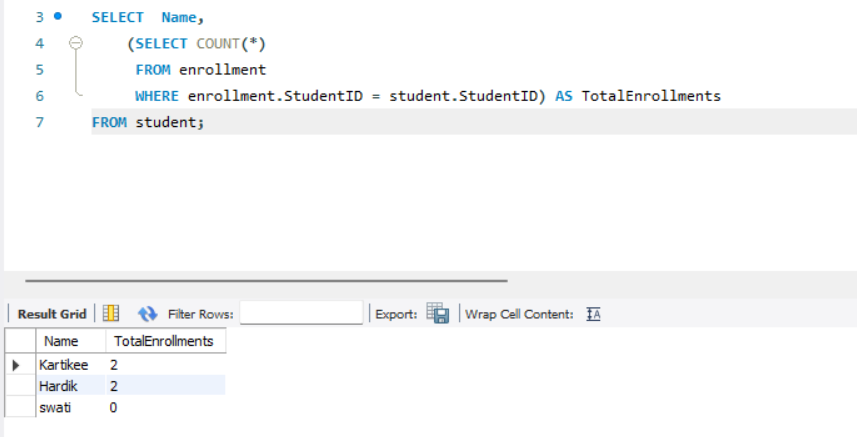 3 SELECT Name,
4 (SELECT COUNT(*)
5 FROM enrollment
6 WHERE enrollment.StudentID = student.StudentID) AS TotalEnrollments
7 FROM student;
Result Grid Filter Rows: Export: Wrap Cell Content: IA
Name TotalEnrollments
Kartikee 2
Hardik 2
swati 0